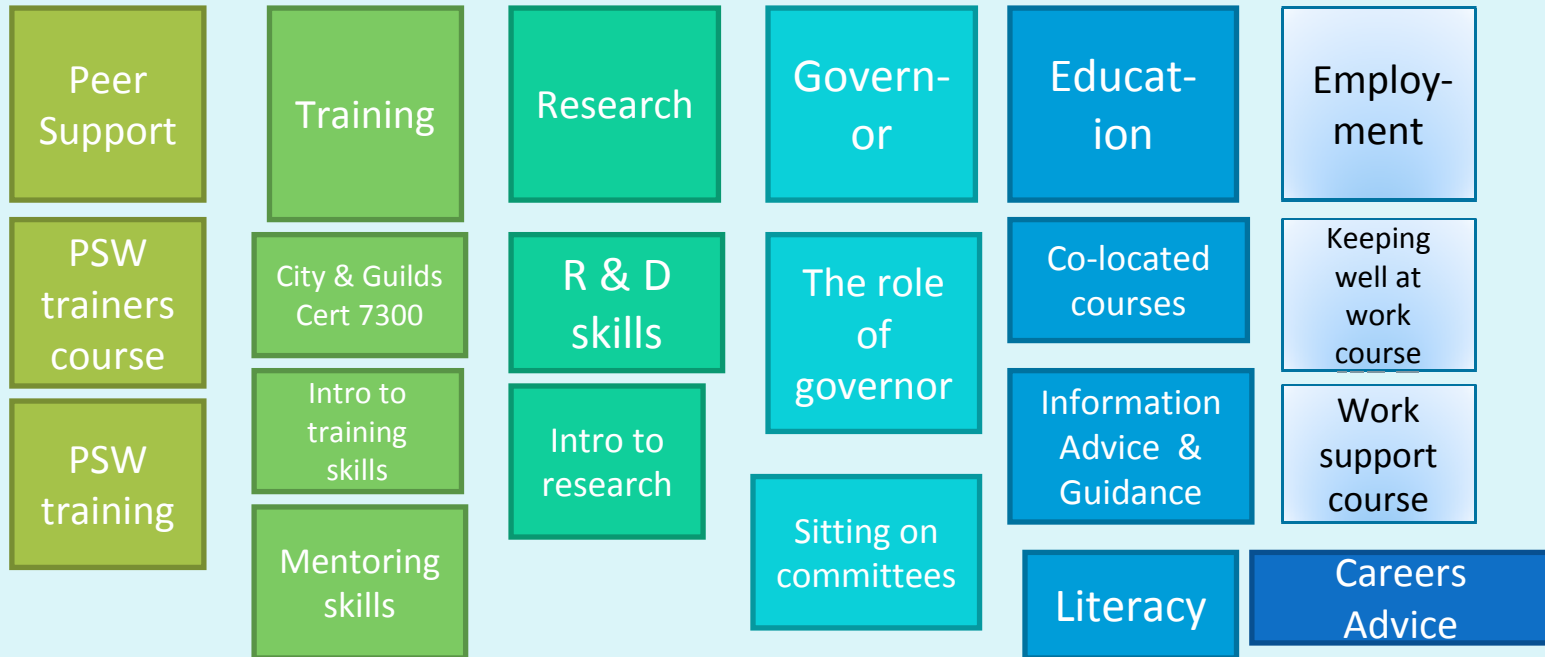 Peer
Support
PSW
trainers
course
PSW
training
Training
City & Guilds
Cert 7300
Intro to
training
skills
Mentoring
skills
Research
R & D
skills
Intro to
research
Govern-
or
The role
of
governor
Sitting on
committees
Educat-
ion
Co-located
courses
Information
Advice &
Guidance
Literacy
Employ-
ment
Keeping
well at
work
course
Work
support
course
Careers
Advice